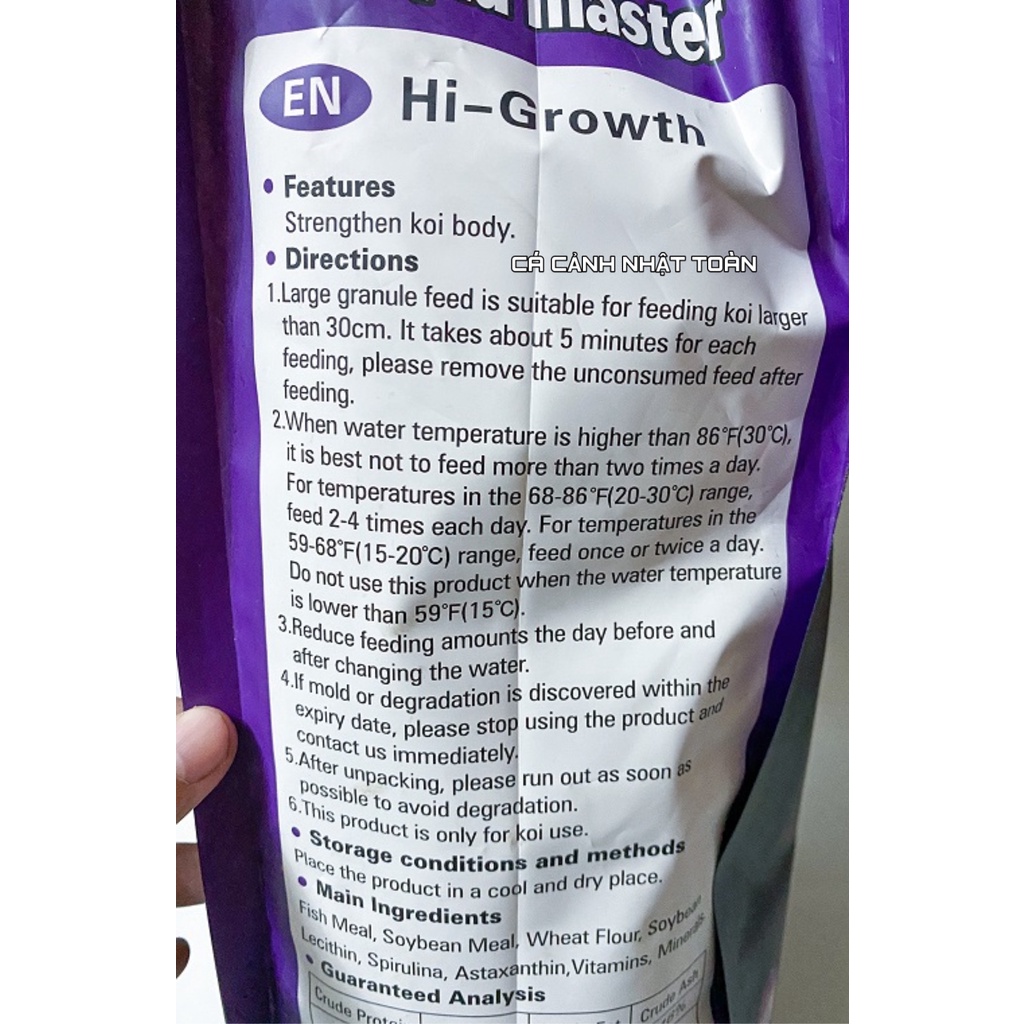 master
EN
Hi-Growth
• Features
Strengthen koi body.
• Directions
CÁ CẢNH NHẬT TOÀN
1.Large granule feed is suitable for feeding koi larger
than 30cm. It takes about 5 minutes for each
feeding, please remove the unconsumed feed after
feeding.
2.When water temperature is higher than 86°F(30℃),
it is best not to feed more than two times a day.
For temperatures in the 68-86°F(20-30℃) range,
feed 2-4 times each day. For temperatures in the
59-68°F(15-20℃) range, feed once or twice a day.
Do not use this product when the water temperature
is lower than 59°F(15℃).
3.Reduce feeding amounts the day before and
after changing the water.
4.If mold or degradation is discovered within the
expiry date, please stop using the product and
contact us immediately.
5.After unpacking, please run out as soon as
possible to avoid degradation.
6.This product is only for koi use.
• Storage conditions and methods
Place the product in a cool and dry place.
• Main Ingredients
Fish Meal, Soybean Meal, Wheat Flour, Soybean
Lecithin, Spirulina, Astaxanthin, Vitamins, Minerals.
• Guaranteed Analysis
Crude Crude Ash